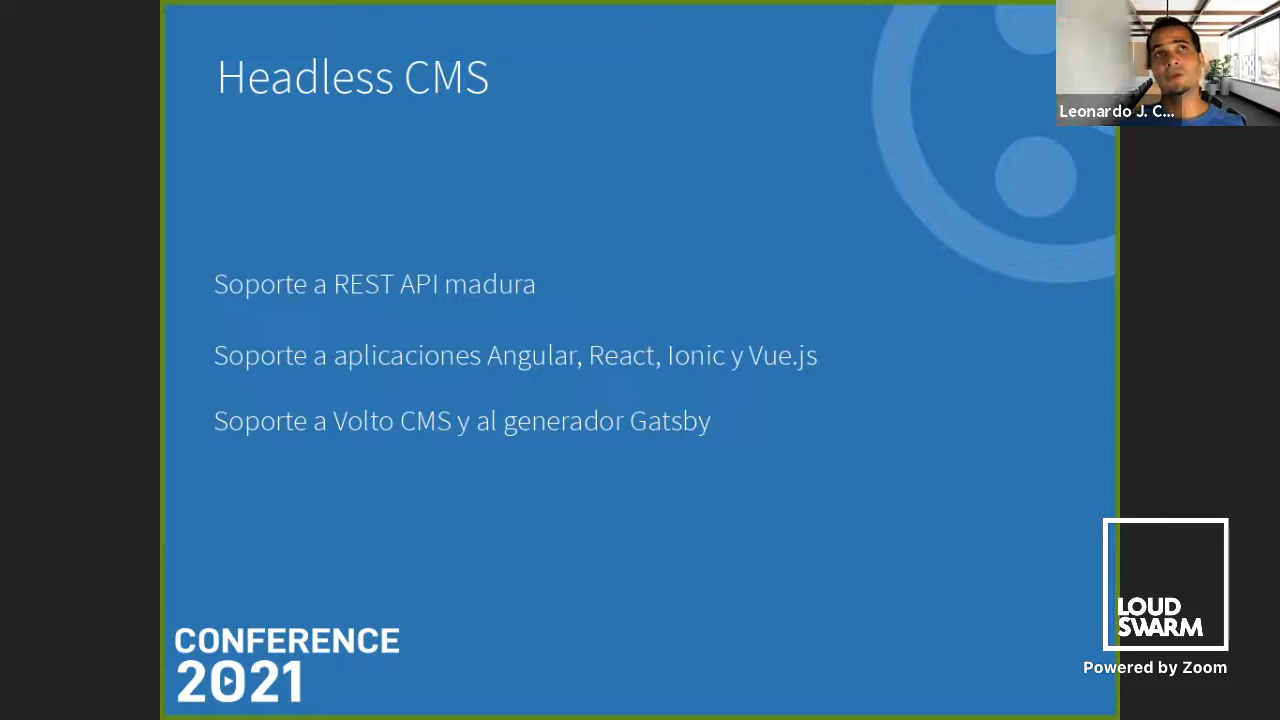 Headless CMS
Leonardo J. C...
Soporte a REST API madura
Soporte a aplicaciones Angular, React, Ionic y Vue.js
Soporte a Volto CMS y al generador Gatsby
CONFERENCE
2021
LOUD
SWARM
Powered by Zoom